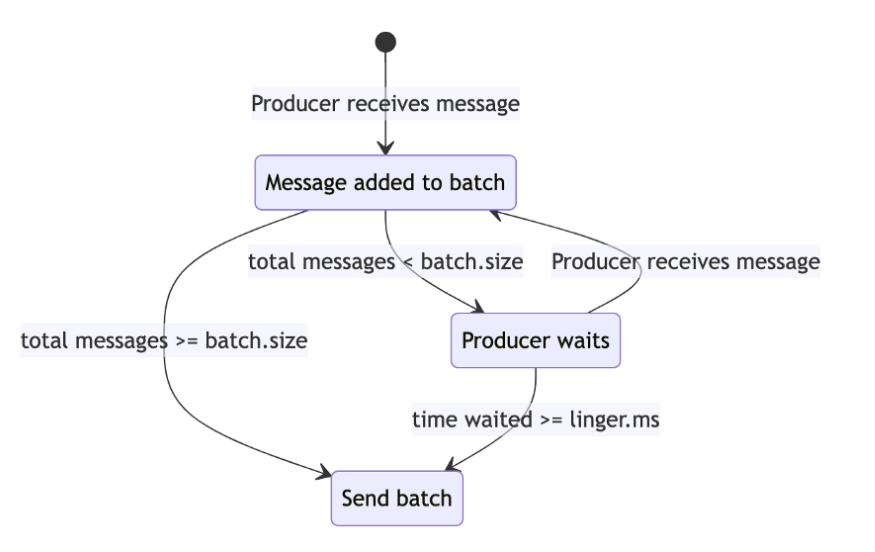 Producer receives message
Message added to batch
total messages < batch.size
Producer receives message
total messages >= batch.size
Producer waits
time waited >= linger.ms
Send batch